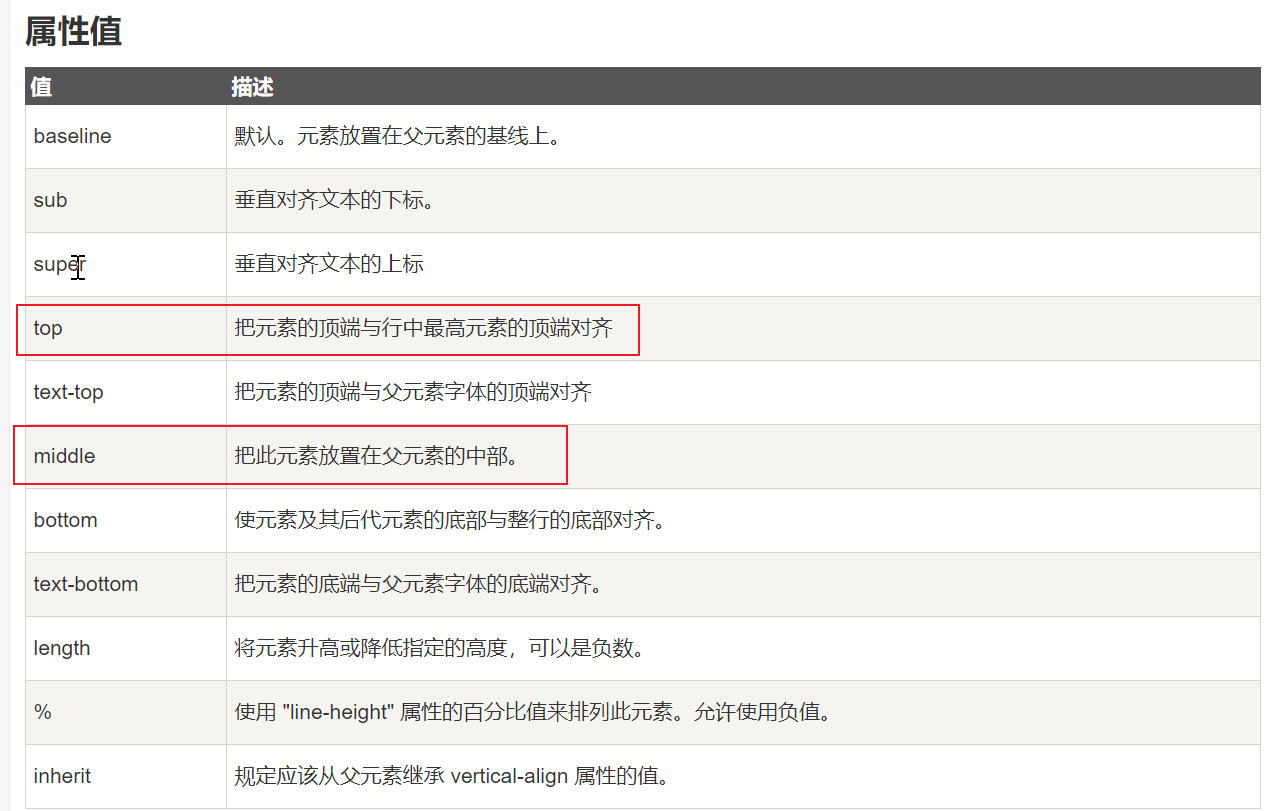 属性值
值 描述
baseline 默认。元素放置在父元素的基线上。
sub 垂直对齐文本的下标。
super 垂直对齐文本的上标
top 把元素的顶端与行中最高元素的顶端对齐
text-top 把元素的顶端与父元素字体的顶端对齐
middle 把此元素放置在父元素的中部。
bottom 使元素及其后代元素的底部与整行的底部对齐。
text-bottom 把元素的底端与父元素字体的底端对齐。
length 将元素升高或降低指定的高度，可以是负数。
% 使用 "line-height" 属性的百分比值来排列此元素。允许使用负值。
inherit 规定应该从父元素继承 vertical-align 属性的值。